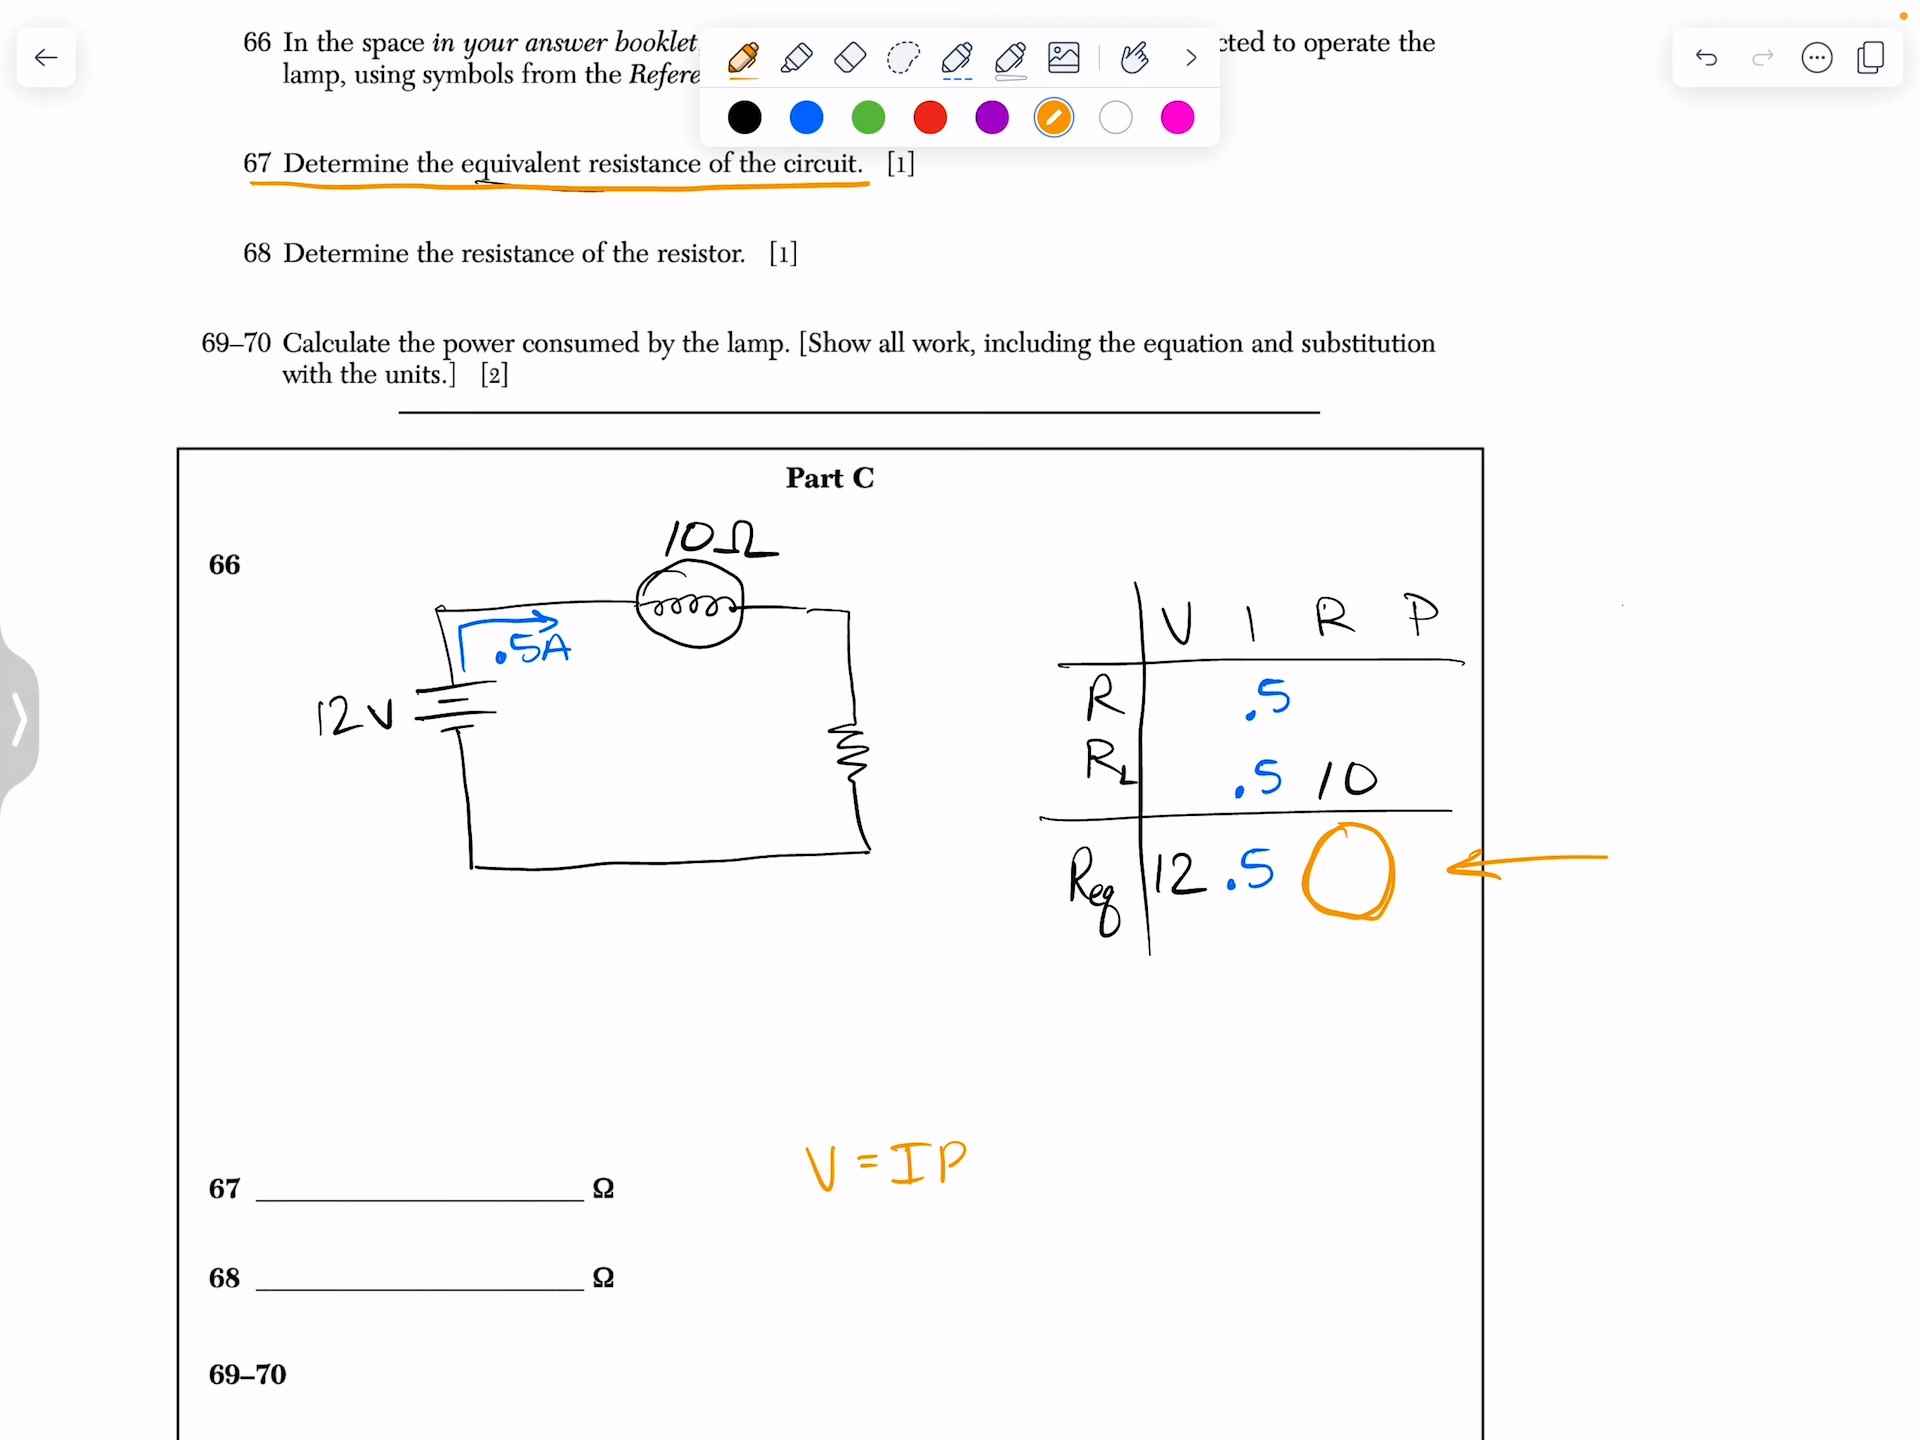 66 In the space in your answer booklet
cted to operate the
lamp, using symbols from the Refere
67 Determine the equivalent resistance of the circuit. [1]
68 Determine the resistance of the resistor. [1]
69–70 Calculate the power consumed by the lamp. [Show all work, including the equation and substitution
with the units.] [2]
Part C
66
10Ω
.5A
12V
V I R P
R .5
RL .5 10
Req 12 .5
V = IP
67 Ω
68 Ω
69–70